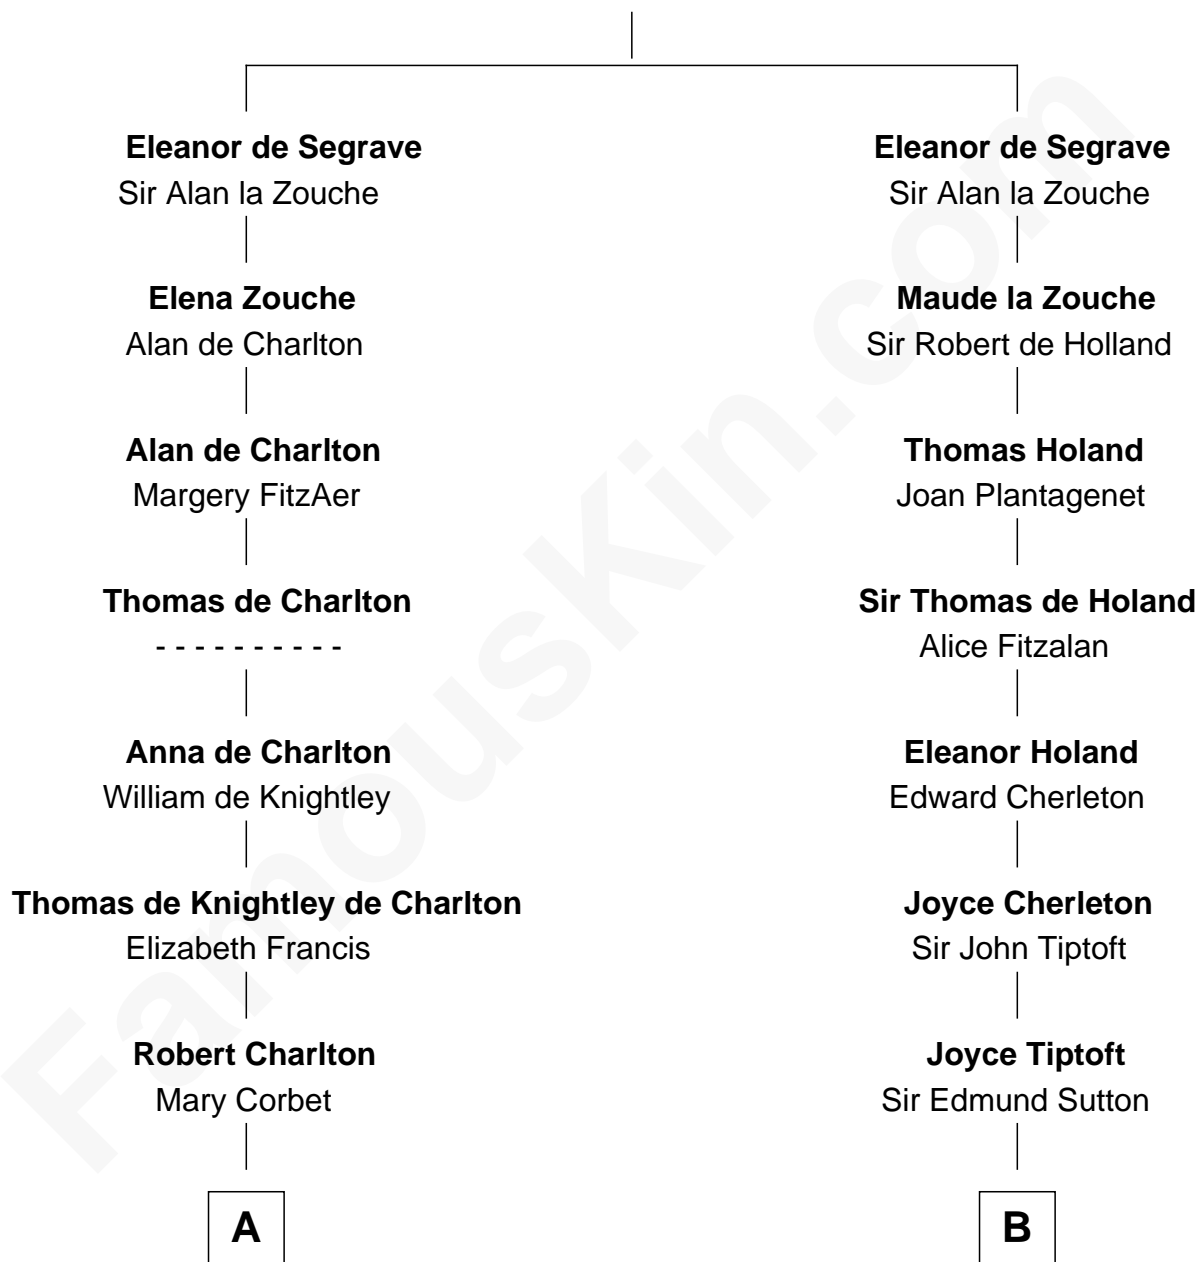 Eleanor de Segrave
Sir Alan la Zouche
Elena Zouche
Alan de Charlton
Alan de Charlton
Margery FitzAer
Thomas de Charlton
- - - - - - - - - -
Anna de Charlton
William de Knightley
Thomas de Knightley de Charlton
Elizabeth Francis
Robert Charlton
Mary Corbet
A
Eleanor de Segrave
Sir Alan la Zouche
Maude la Zouche
Sir Robert de Holland
Thomas Holand
Joan Plantagenet
Sir Thomas de Holand
Alice Fitzalan
Eleanor Holand
Edward Cherleton
Joyce Cherleton
Sir John Tiptoft
Joyce Tiptoft
Sir Edmund Sutton
B
FamousKin.com